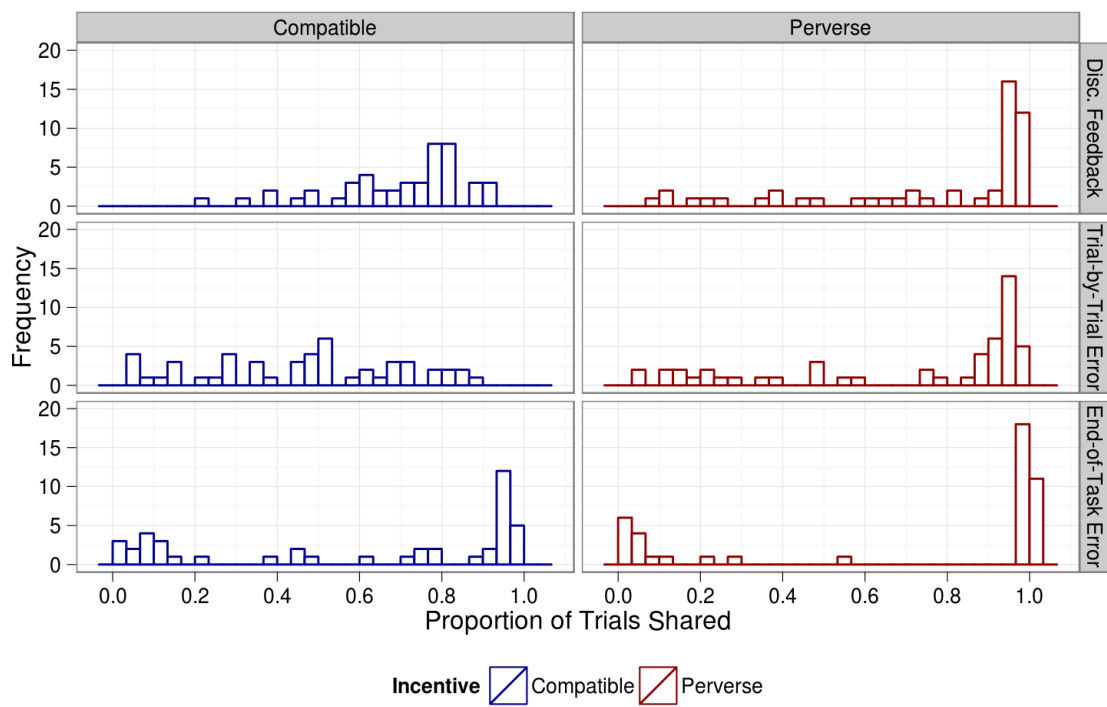 Compatible
Perverse
20
15
10
5
0
Disc. Feedback
20
15
10
5
0
Trial-by-Trial Error
20
15
10
5
0
End-of-Task Error
Frequency
0.0 0.2 0.4 0.6 0.8 1.0
0.0 0.2 0.4 0.6 0.8 1.0
Proportion of Trials Shared
Incentive Compatible Perverse